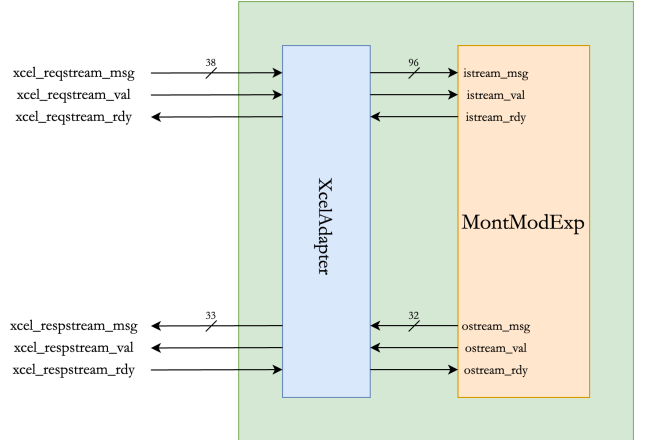 38
96
xcel_reqstream_msg
istream_msg
xcel_reqstream_val
istream_val
xcel_reqstream_rdy
istream_rdy
XcelAdapter
MontModExp
33
32
xcel_respstream_msg
ostream_msg
xcel_respstream_val
ostream_val
xcel_respstream_rdy
ostream_rdy